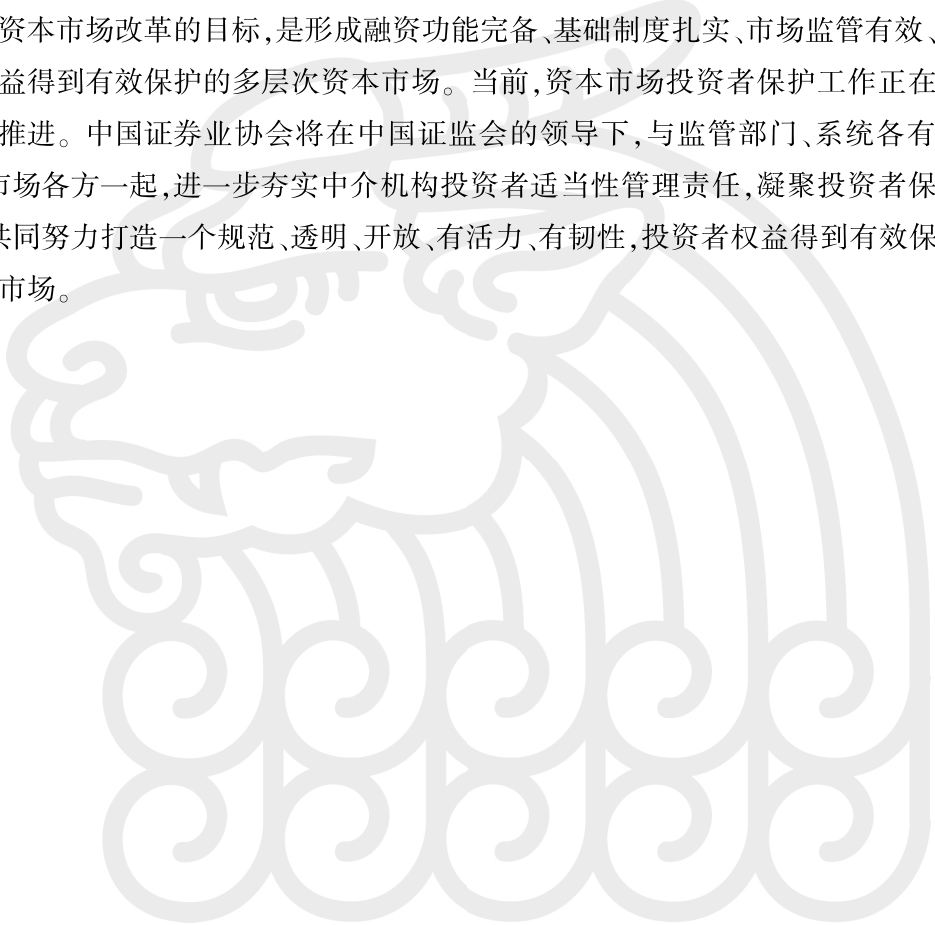 资本市场改革的目标,是形成融资功能完备、基础制度扎实、市场监管有效、
益得到有效保护的多层次资本市场。当前,资本市场投资者保护工作正在
推进。中国证券业协会将在中国证监会的领导下,与监管部门、系统各有
市场各方一起,进一步夯实中介机构投资者适当性管理责任,凝聚投资者保
共同努力打造一个规范、透明、开放、有活力、有韧性,投资者权益得到有效保
市场。